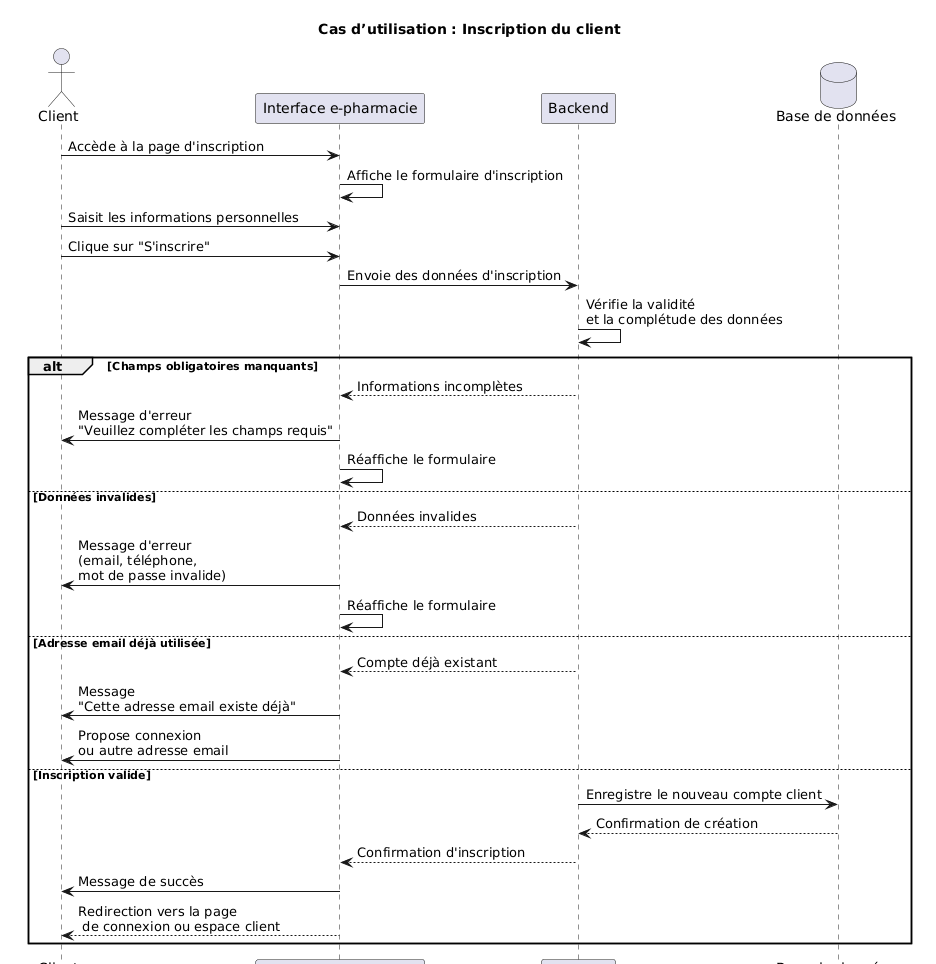 Cas d’utilisation : Inscription du client
Client
Interface e-pharmacie
Backend
Base de données
Accède à la page d'inscription
Affiche le formulaire d'inscription
Saisit les informations personnelles
Clique sur "S'inscrire"
Envoie des données d'inscription
Vérifie la validité
et la complétude des données
alt
[Champs obligatoires manquants]
Informations incomplètes
Message d'erreur
"Veuillez compléter les champs requis"
Réaffiche le formulaire
[Données invalides]
Données invalides
Message d'erreur
(email, téléphone,
mot de passe invalide)
Réaffiche le formulaire
[Adresse email déjà utilisée]
Compte déjà existant
Message
"Cette adresse email existe déjà"
Propose connexion
ou autre adresse email
[Inscription valide]
Enregistre le nouveau compte client
Confirmation de création
Confirmation d'inscription
Message de succès
Redirection vers la page
de connexion ou espace client